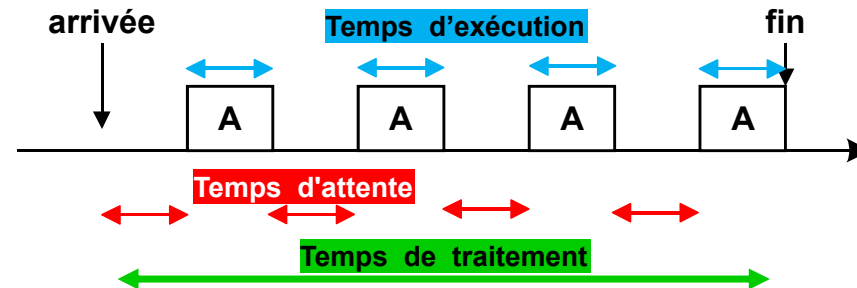 arrivée
Temps d'exécution
fin
A A A A
Temps d'attente
Temps de traitement